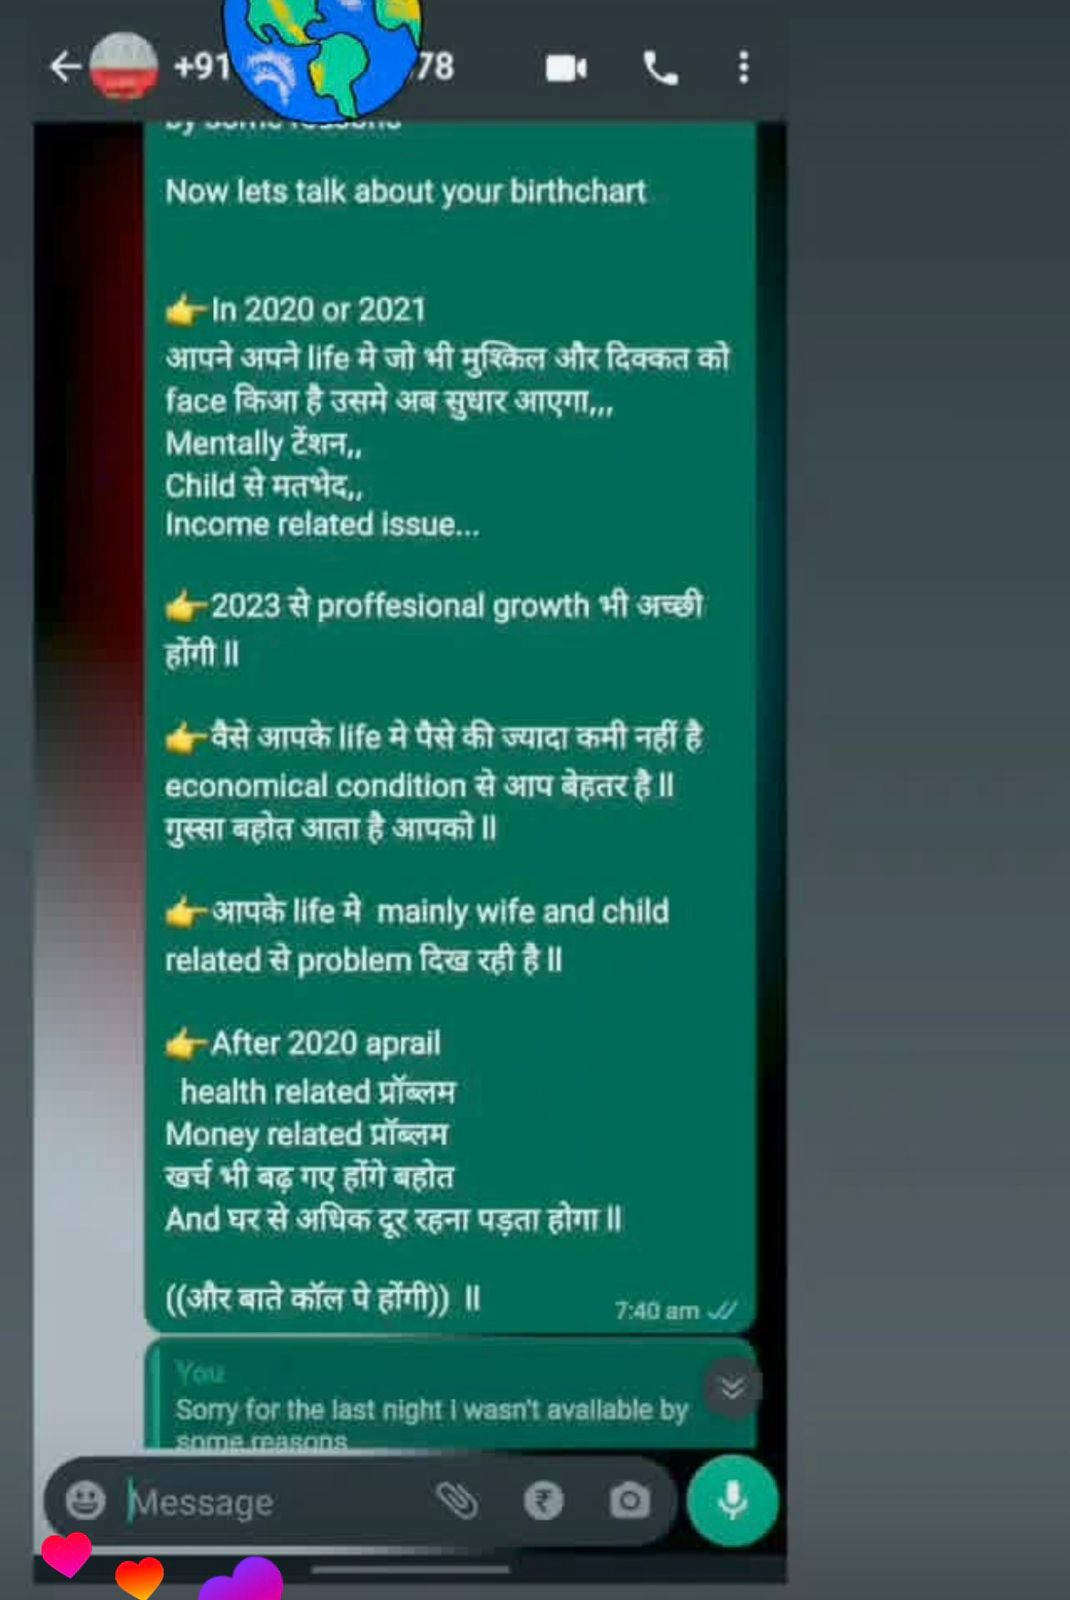 +91 78
by some reasons
Now lets talk about your birthchart
👉In 2020 or 2021
आपने अपने life मे जो भी मुश्किल और दिक्कत को
face किआ है उसमे अब सुधार आएगा,,,
Mentally टेंशन,,
Child से मतभेद,,
Income related issue...
👉2023 से proffesional growth भी अच्छी
होंगी ll
👉वैसे आपके life मे पैसे की ज्यादा कमी नहीं है
economical condition से आप बेहतर है ll
गुस्सा बहोत आता है आपको ll
👉आपके life मे mainly wife and child
related से problem दिख रही है ll
👉After 2020 aprail
health related प्रॉब्लम
Money related प्रॉब्लम
खर्च भी बढ़ गए होंगे बहोत
And घर से अधिक दूर रहना पड़ता होगा ll
((और बाते कॉल पे होंगी)) ll
7:40 am
You
Sorry for the last night i wasn't available by
some reasons
Message